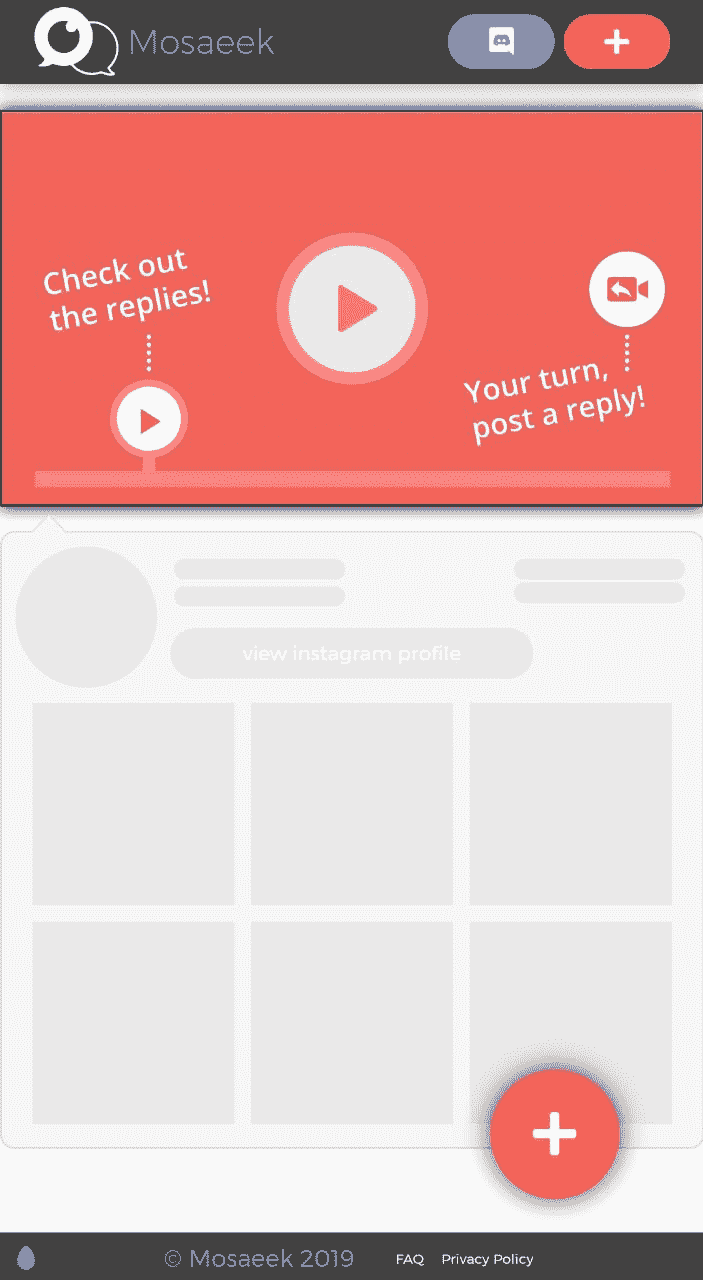 Mosaeek
Check out
the replies!
Your turn,
post a reply!
view instagram profile
© Mosaeek 2019
FAQ
Privacy Policy